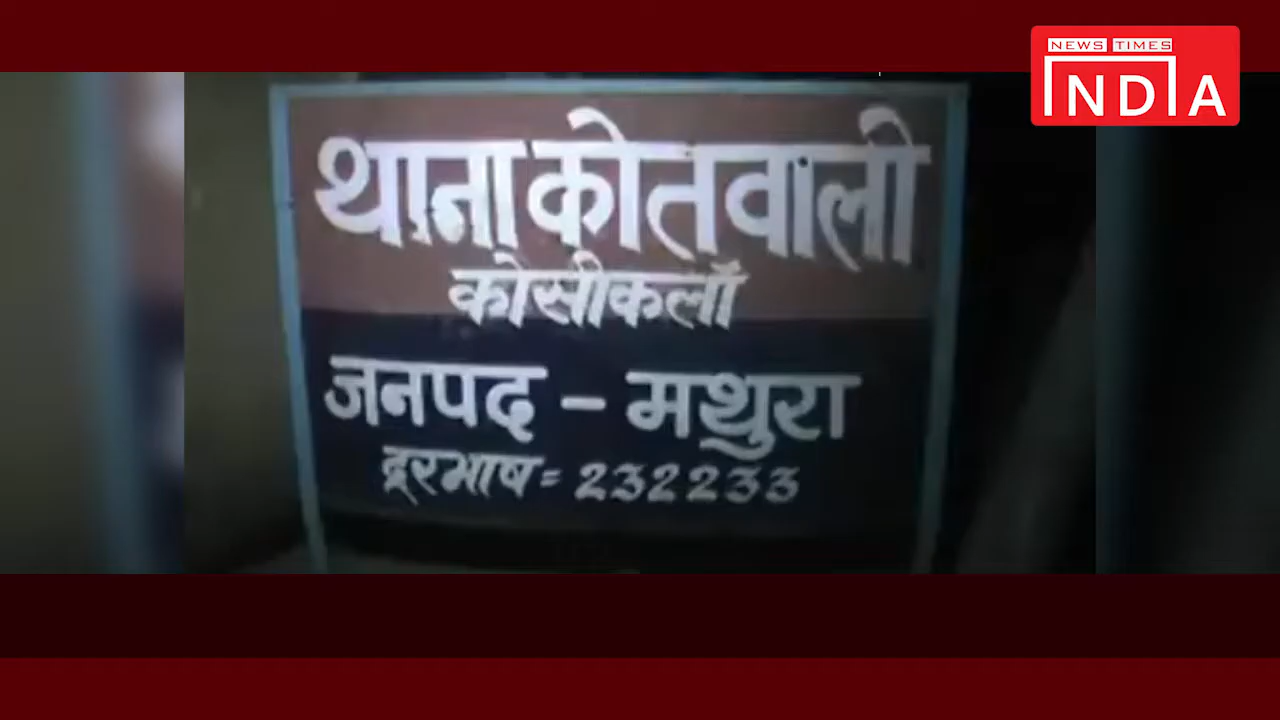 NEWS TIMES
INDIA
थाना कोतवाली
कोसीकलाँ
जनपद - मथुरा
दूरभाष = 232233